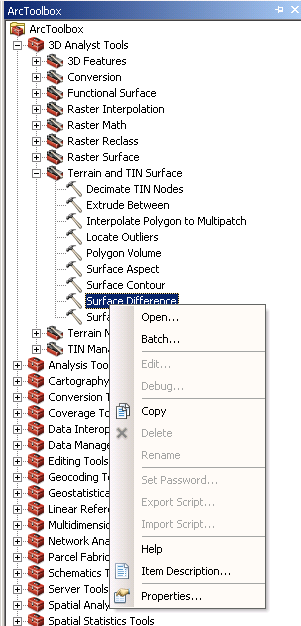 ArcToolbox
ArcToolbox
3D Analyst Tools
3D Features
Conversion
Functional Surface
Raster Interpolation
Raster Math
Raster Reclass
Raster Surface
Terrain and TIN Surface
Decimate TIN Nodes
Extrude Between
Interpolate Polygon to Multipatch
Locate Outliers
Polygon Volume
Surface Aspect
Surface Contour
Surface Difference
Surfa
Terrain M
TIN Mana
Analysis Too
Cartography
Conversion T
Coverage To
Data Interop
Data Manage
Editing Tools
Geocoding To
Geostatistica
Linear Refere
Multidimensio
Network Ana
Parcel Fabric
Schematics T
Server Tools
Spatial Analy
Spatial Statistics Tools
Open...
Batch...
Edit...
Debug...
Copy
Delete
Rename
Set Password...
Export Script...
Import Script...
Help
Item Description...
Properties...